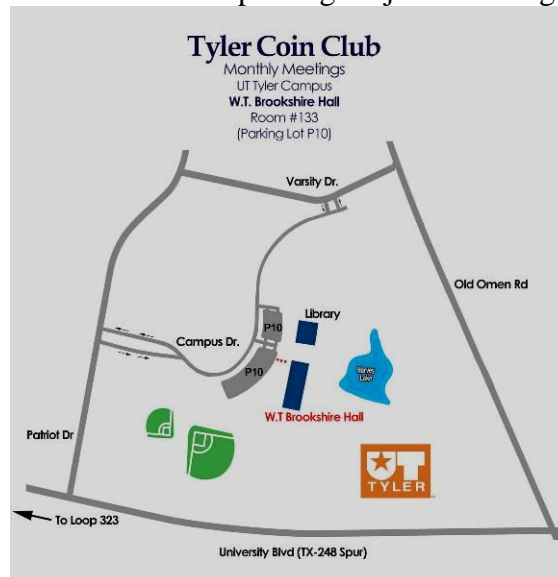 Tyler Coin Club
Monthly Meetings
UT Tyler Campus
W.T. Brookshire Hall
Room #133
(Parking Lot P10)
Varsity Dr.
Old Omen Rd
Library
P10
Campus Dr.
P10
Harvey
Lake
W.T Brookshire Hall
Patriot Dr
UT
TYLER
To Loop 323
University Blvd (TX-248 Spur)